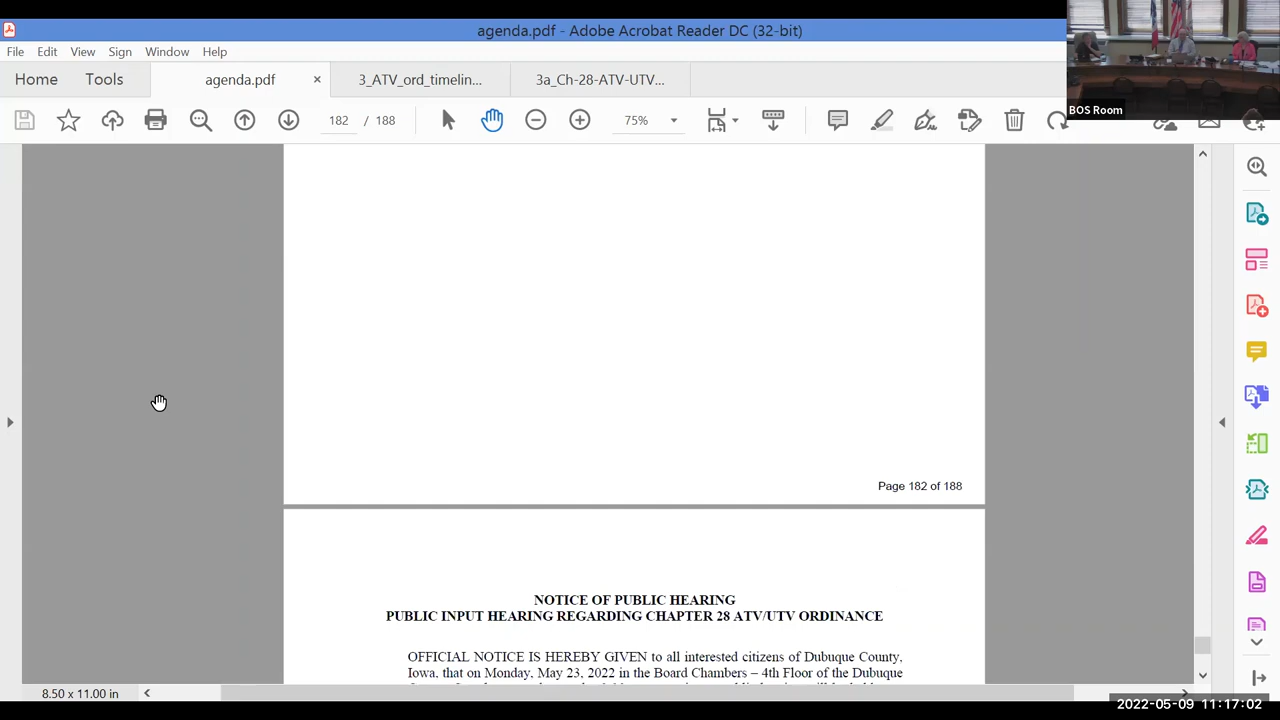 agenda.pdf - Adobe Acrobat Reader DC (32-bit)
File Edit View Sign Window Help
Home Tools agenda.pdf × 3_ATV_ord_timelin... 3a_Ch-28-ATV-UTV...
BOS Room
182 / 188 75%
Page 182 of 188
NOTICE OF PUBLIC HEARING
PUBLIC INPUT HEARING REGARDING CHAPTER 28 ATV/UTV ORDINANCE
OFFICIAL NOTICE IS HEREBY GIVEN to all interested citizens of Dubuque County,
Iowa, that on Monday, May 23, 2022 in the Board Chambers – 4th Floor of the Dubuque
8.50 x 11.00 in
2022-05-09 11:17:02